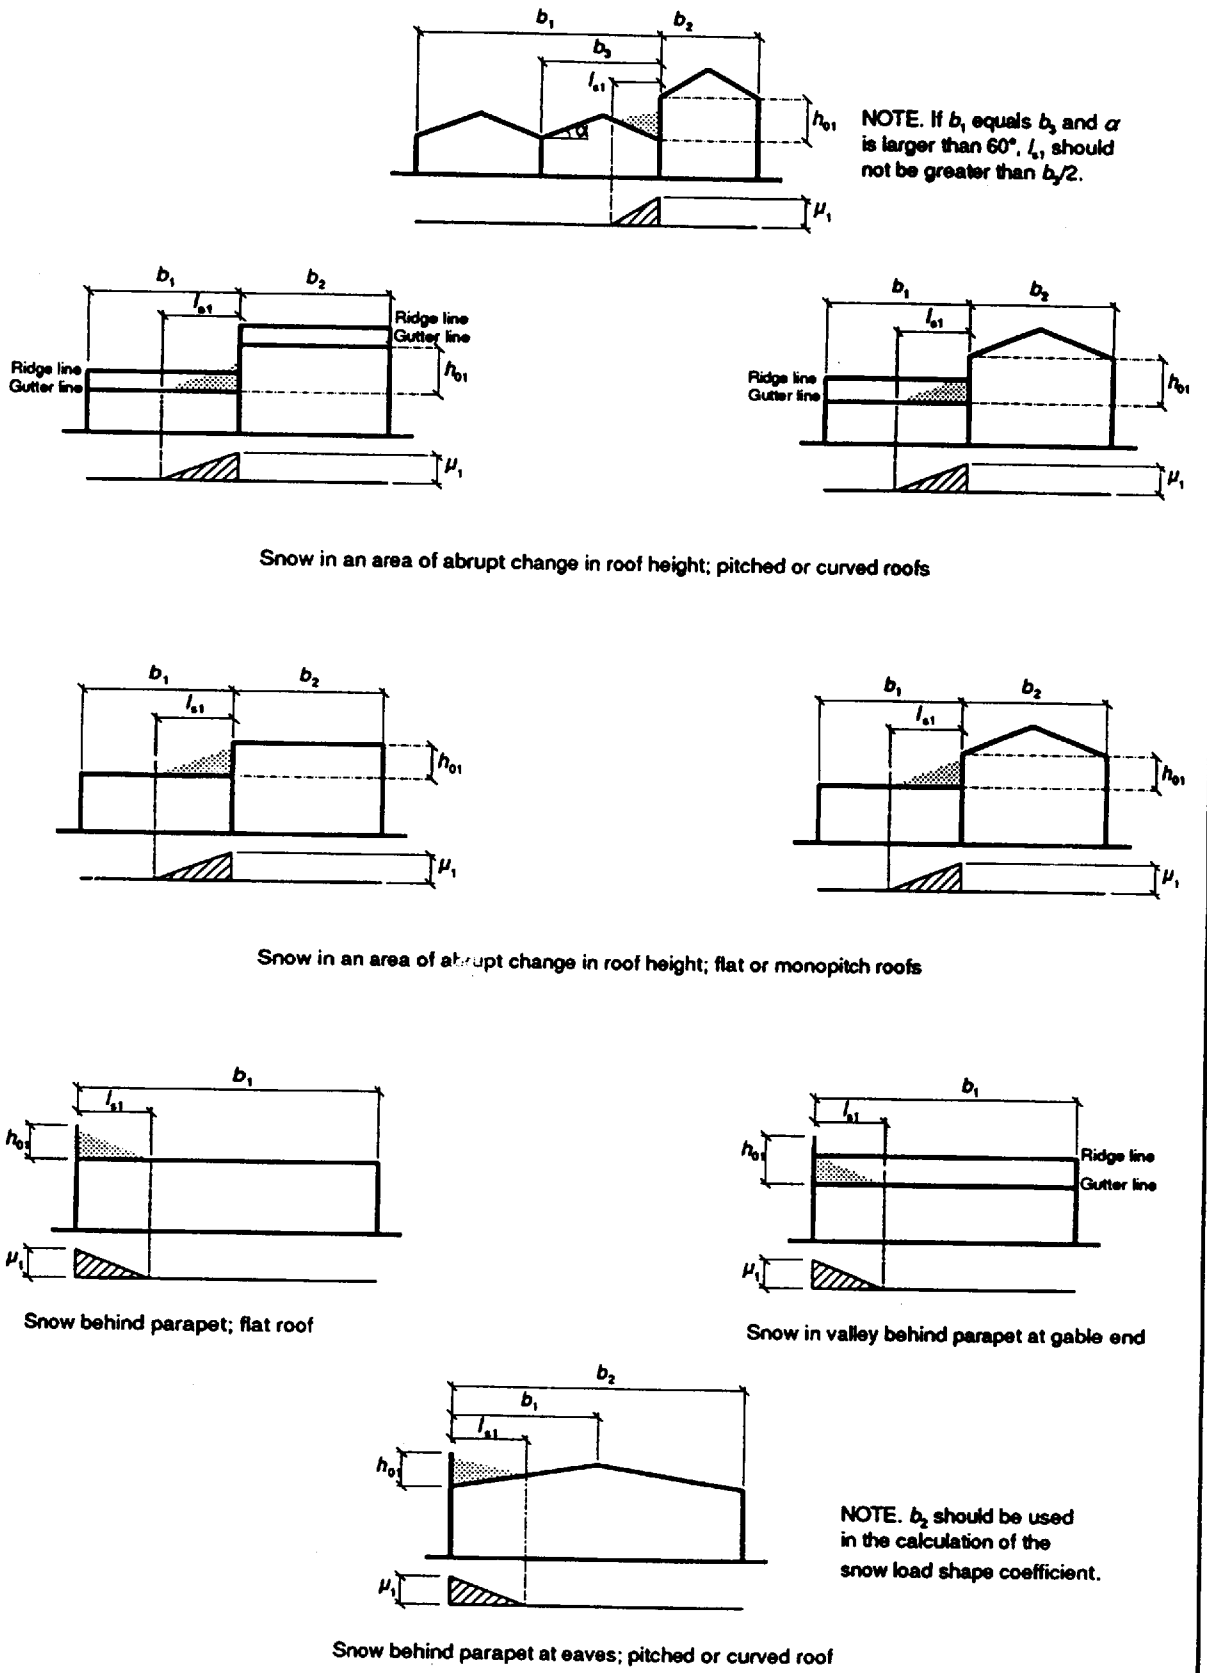 b₁
b₂
b₃
lₛ₁
h₀₁
α
NOTE. If b₁ equals b₃ and α
is larger than 60°, lₛ₁ should
not be greater than b₃/2.
μ₁
b₁
b₂
lₛ₁
Ridge line
Gutter line
Ridge line
Gutter line
h₀₁
μ₁
b₁
b₂
lₛ₁
Ridge line
Gutter line
h₀₁
μ₁
Snow in an area of abrupt change in roof height; pitched or curved roofs
b₁
b₂
lₛ₁
h₀₁
μ₁
b₁
b₂
lₛ₁
h₀₁
μ₁
Snow in an area of abrupt change in roof height; flat or monopitch roofs
b₁
lₛ₁
h₀₁
μ₁
Snow behind parapet; flat roof
b₁
lₛ₁
h₀₁
Ridge line
Gutter line
μ₁
Snow in valley behind parapet at gable end
b₂
b₁
lₛ₁
h₀₁
μ₁
NOTE. b₂ should be used
in the calculation of the
snow load shape coefficient.
Snow behind parapet at eaves; pitched or curved roof